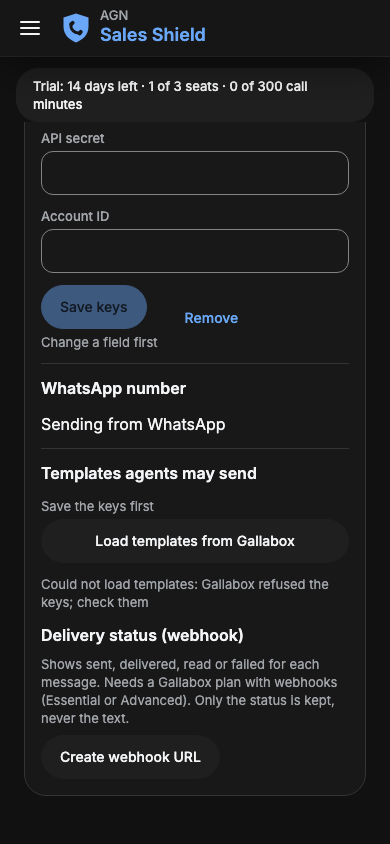 AGN
Sales Shield
Trial: 14 days left · 1 of 3 seats · 0 of 300 call
minutes
API secret
Account ID
Save keys
Remove
Change a field first
WhatsApp number
Sending from WhatsApp
Templates agents may send
Save the keys first
Load templates from Gallabox
Could not load templates: Gallabox refused the
keys; check them
Delivery status (webhook)
Shows sent, delivered, read or failed for each
message. Needs a Gallabox plan with webhooks
(Essential or Advanced). Only the status is kept,
never the text.
Create webhook URL